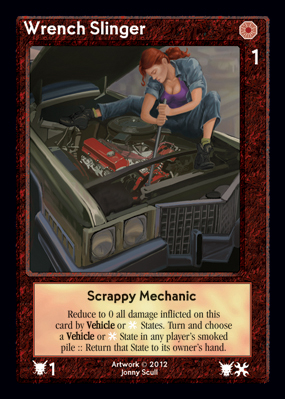 Wrench Slinger
1
Scrappy Mechanic
Reduce to 0 all damage inflicted on this
card by Vehicle or States. Turn and choose
a Vehicle or State in any player's smoked
pile :: Return that State to its owner's hand.
1
Artwork © 2012
Jonny Scull